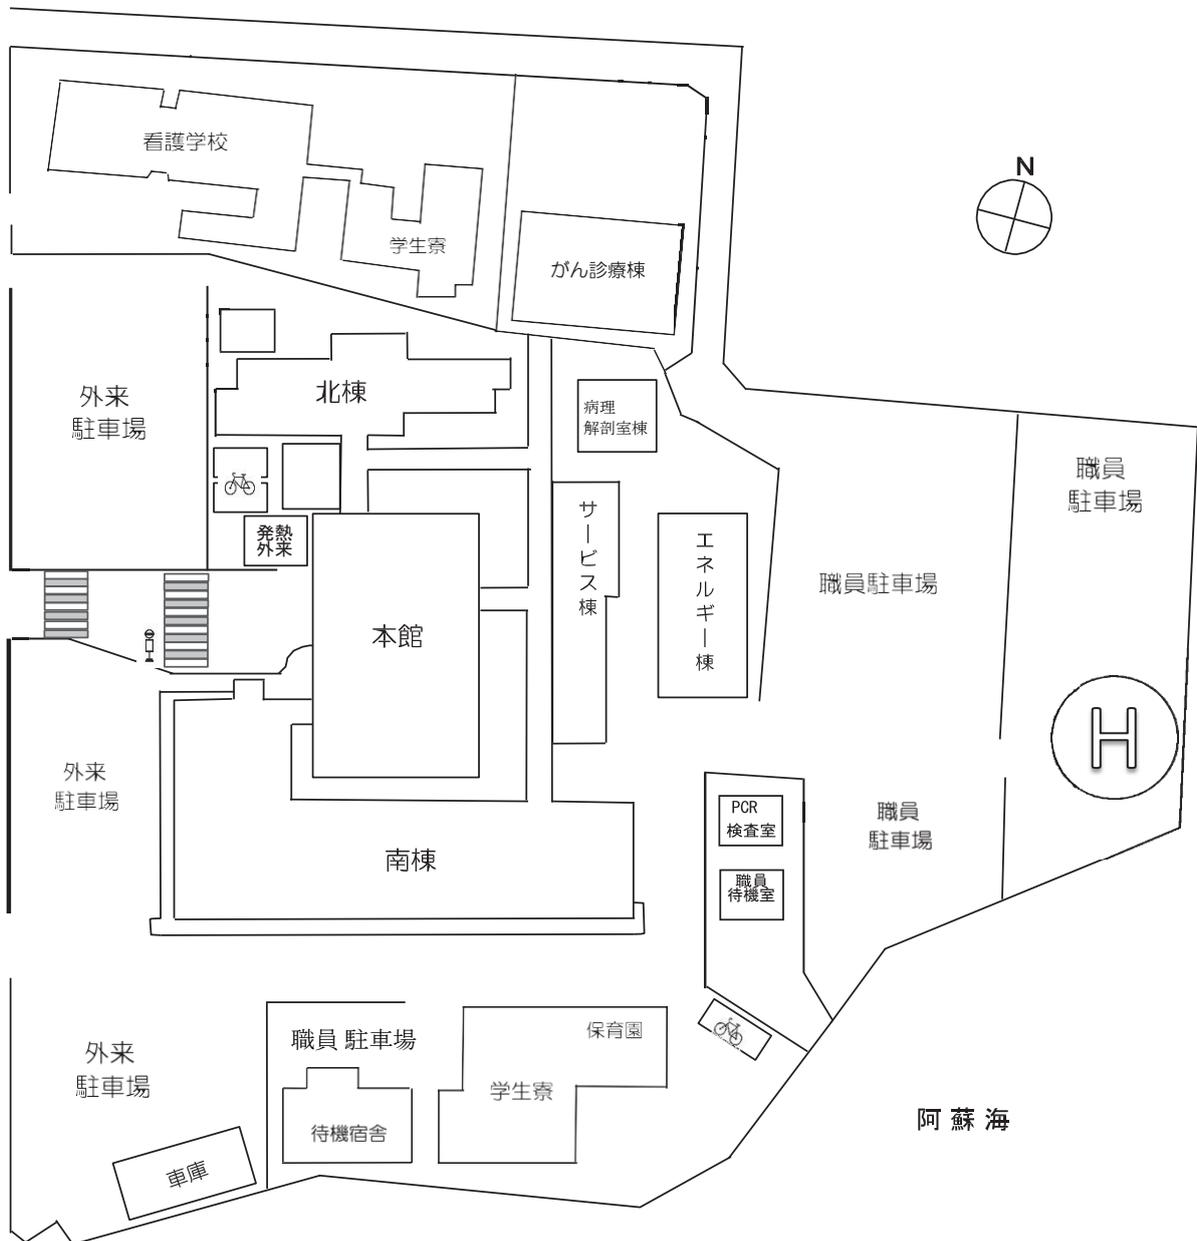 N
看護学校
学生寮
がん診療棟
外来
駐車場
北棟
病理
解剖室棟
職員
駐車場
発熱
外来
サービス棟
エネルギー棟
職員駐車場
本館
H
外来
駐車場
PCR
検査室
職員
駐車場
南棟
職員
待機室
保育園
職員 駐車場
外来
駐車場
学生寮
待機宿舎
阿蘇海
車庫